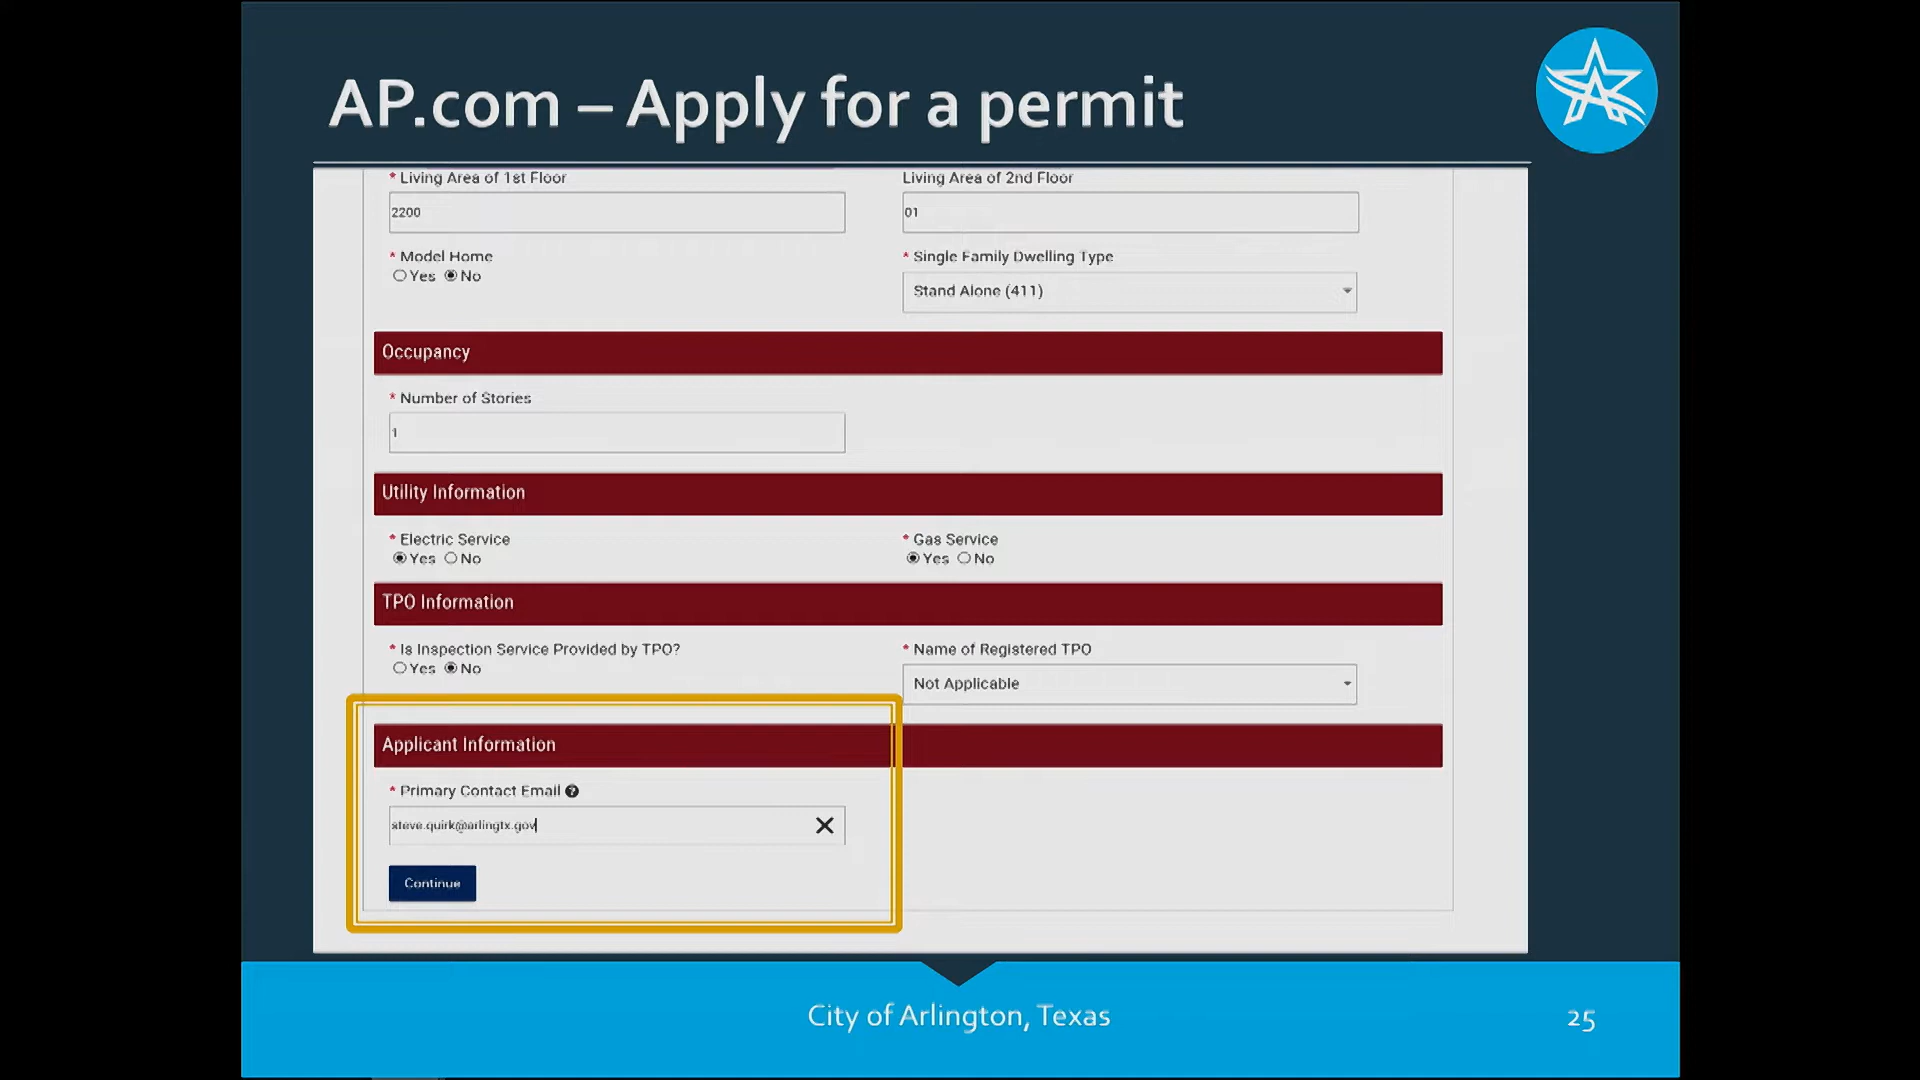 AP.com – Apply for a permit
* Living Area of 1st Floor
Living Area of 2nd Floor
2200
01
* Model Home
* Single Family Dwelling Type
Yes No
Stand Alone (411)
Occupancy
* Number of Stories
1
Utility Information
* Electric Service
* Gas Service
Yes No
Yes No
TPO Information
* Is Inspection Service Provided by TPO?
* Name of Registered TPO
Yes No
Not Applicable
Applicant Information
* Primary Contact Email ?
steve.quirk@arlingtx.gov
Continue
City of Arlington, Texas
25